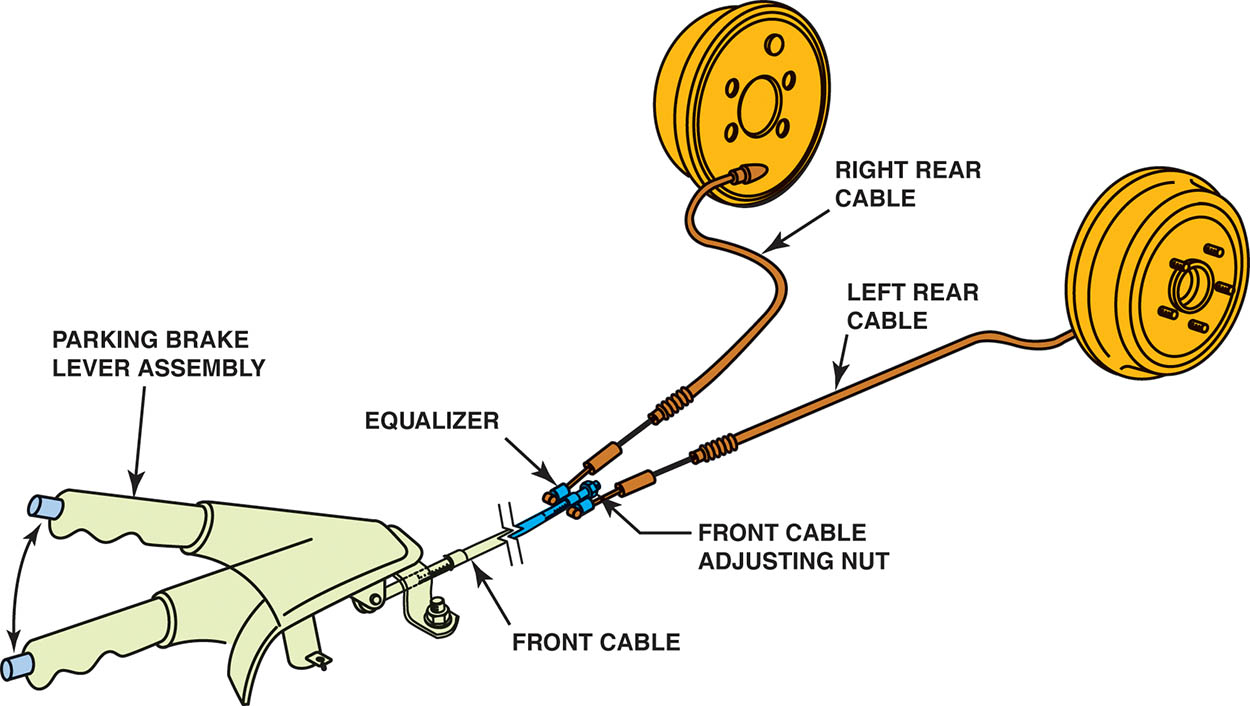 RIGHT REAR
CABLE
LEFT REAR
CABLE
PARKING BRAKE
LEVER ASSEMBLY
EQUALIZER
FRONT CABLE
ADJUSTING NUT
FRONT CABLE